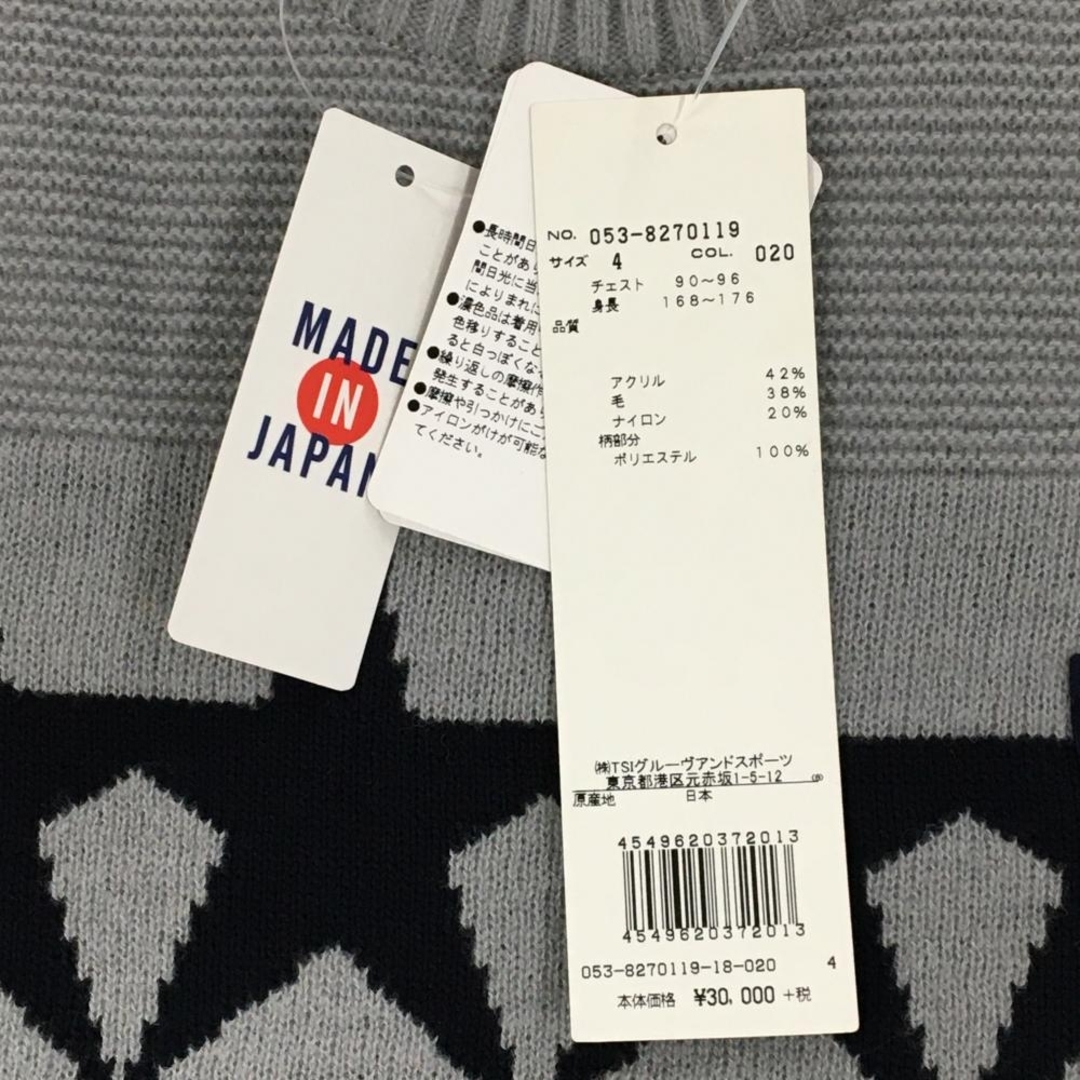 MADE
IN
JAPAN
●長時間日
ことがあ
間日光に当
によりまれに
●濃色品は着用
色移りすること
ると白っぽくな
●繰り返しの摩擦
発生することがあ
●摩擦や引っかけにご
●アイロンがけが可能な
てください。
NO. 053-8270119
サイズ 4 COL. 020
チェスト 90〜96
身長 168〜176
品質
アクリル 42%
毛 38%
ナイロン 20%
柄部分
ポリエステル 100%
㈱TSIグルーヴアンドスポーツ
東京都港区元赤坂1-5-12
原産地 日本
4549620372013
4549620372013
053-8270119-18-020 4
本体価格 ¥30,000 +税